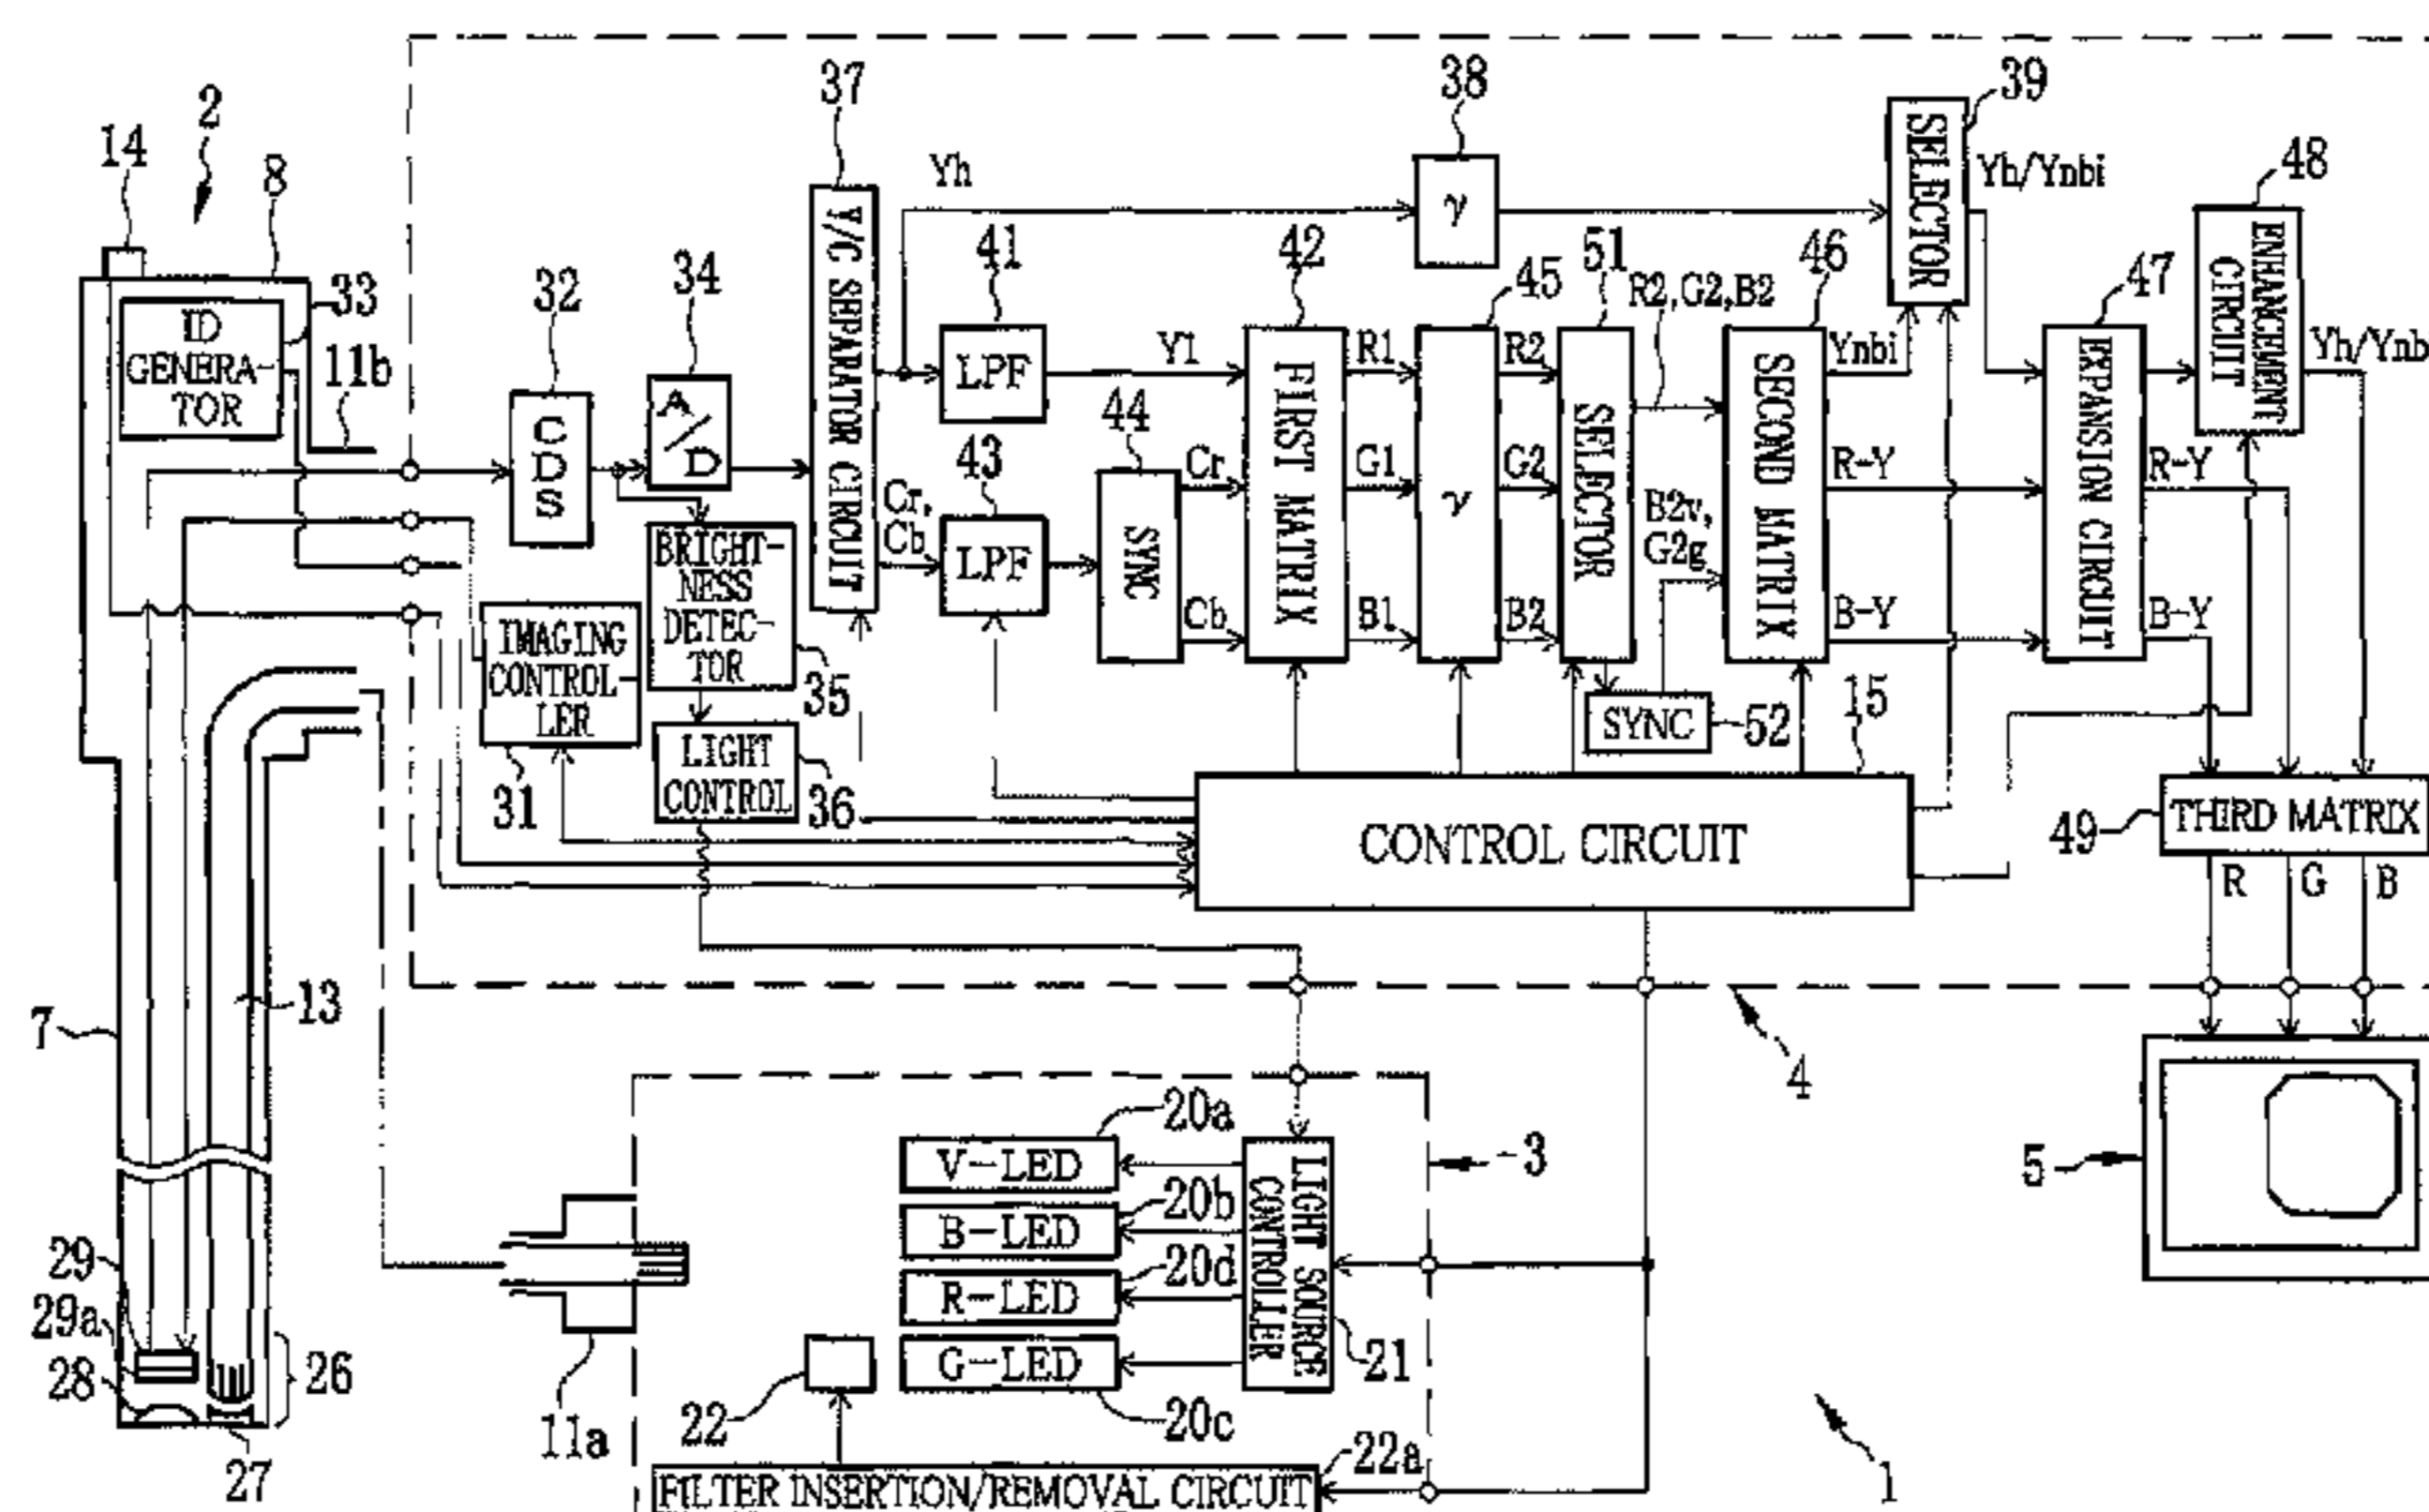 2
14
8
ID
GENERA-
TOR
33
11b
32
CDS
34
A/D
37
Y/C SEPARATOR CIRCUIT
Yh
38
γ
39
SELECTOR
Yh/Ynbi
48
ENHANCEMENT
CIRCUIT
41
LPF
Y1
42
FIRST MATRIX
R1
G1
B1
45
γ
R2
G2
B2
51
SELECTOR
R2,G2,B2
B2v,
G2g
46
SECOND MATRIX
Ynbi
R-Y
B-Y
47
EXPANSION CIRCUIT
R-Y
B-Y
Cr,
Cb
43
LPF
44
SYNC
Cr
Cb
BRIGHT-
NESS
DETEC-
TOR
35
IMAGING
CONTROL-
LER
31
LIGHT
CONTROL
36
SYNC
52
15
CONTROL CIRCUIT
49
THIRD MATRIX
R
G
B
7
13
4
3
5
20a
V-LED
20b
B-LED
20d
R-LED
G-LED
20c
LIGHT SOURCE
CONTROLLER
21
29
29a
28
26
27
11a
22
22a
FILTER INSERTION/REMOVAL CIRCUIT
1